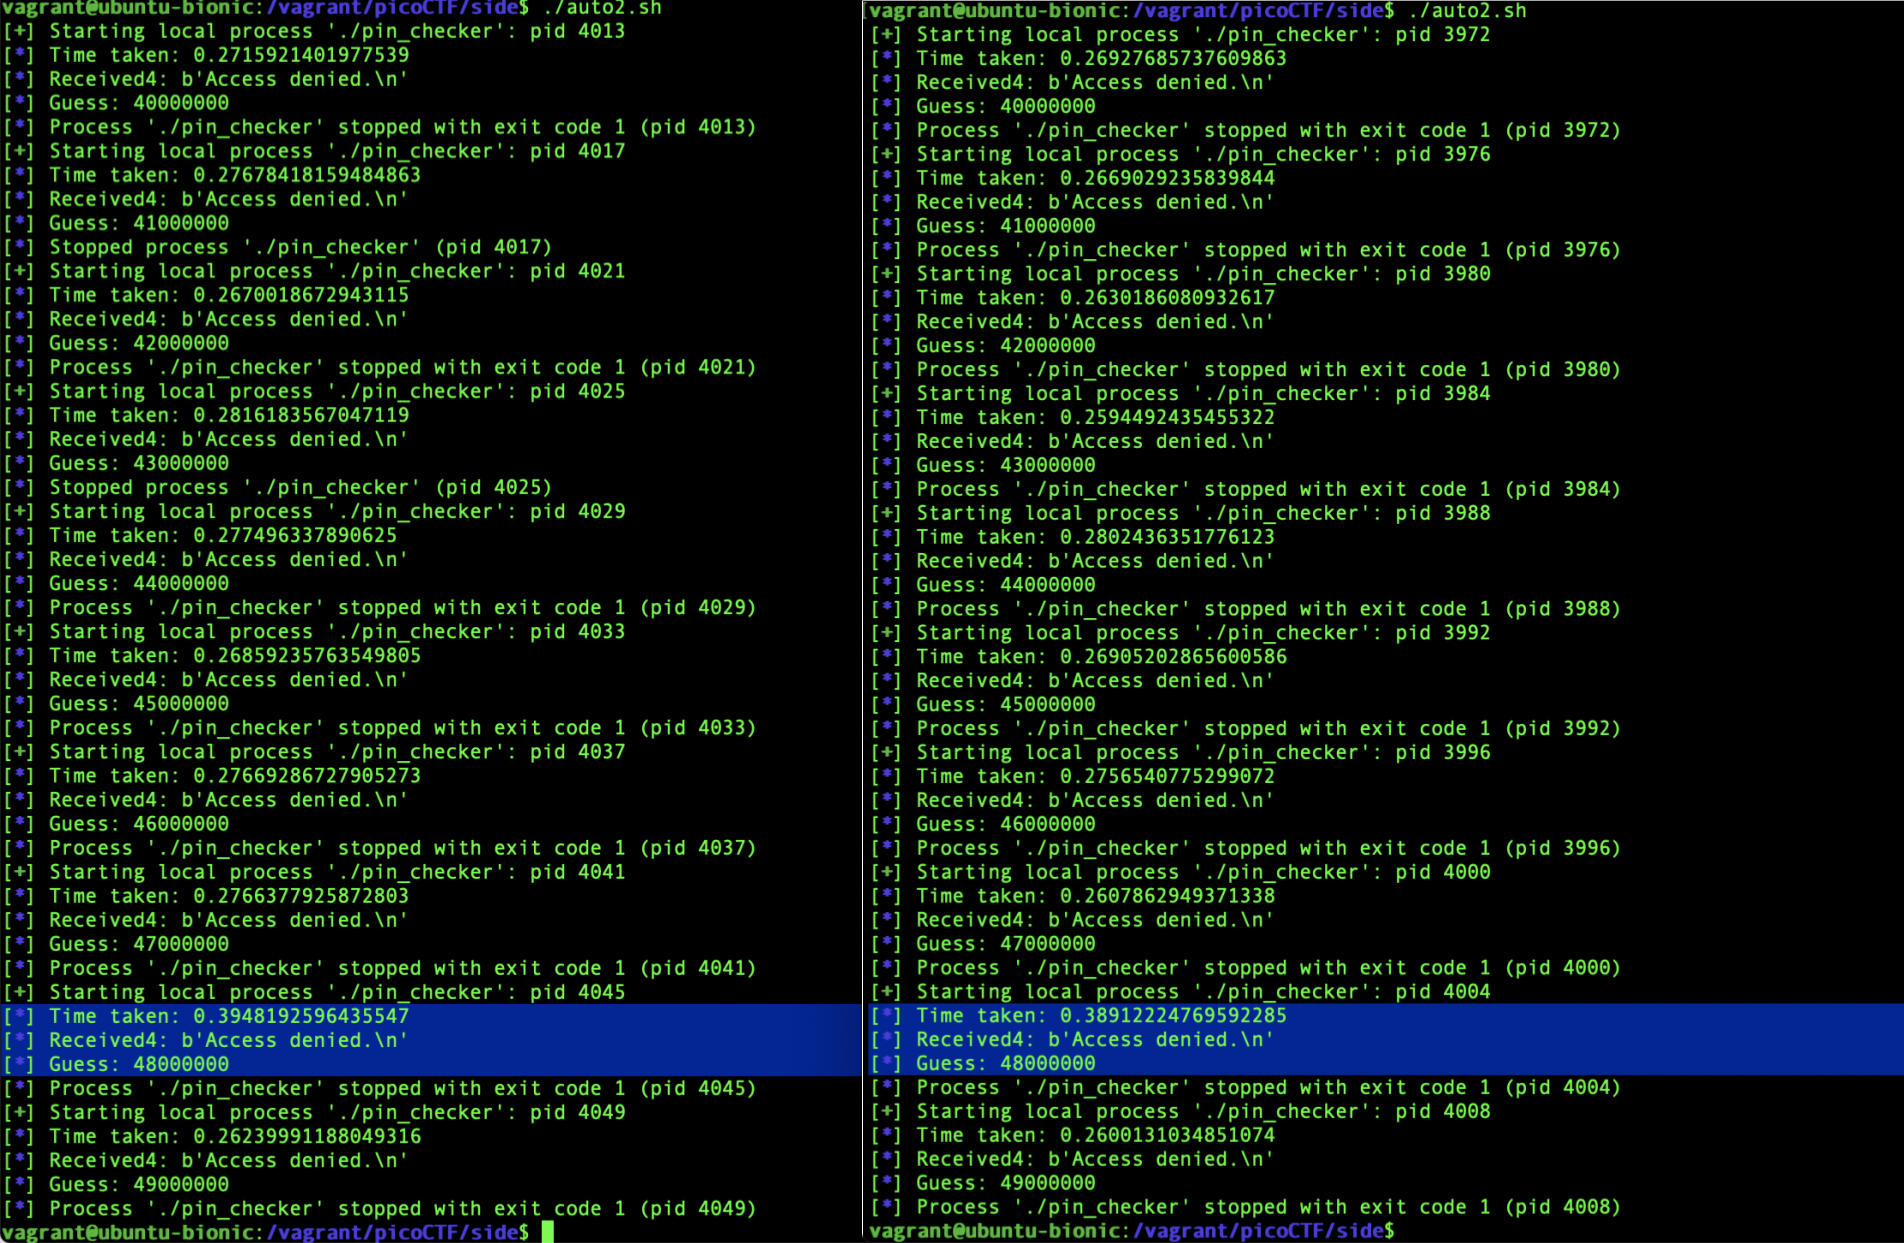 vagrant@ubuntu-bionic:/vagrant/picoCTF/side$ ./auto2.sh
[+] Starting local process './pin_checker': pid 4013
[*] Time taken: 0.2715921401977539
[*] Received4: b'Access denied.\n'
[*] Guess: 40000000
[*] Process './pin_checker' stopped with exit code 1 (pid 4013)
[+] Starting local process './pin_checker': pid 4017
[*] Time taken: 0.27678418159484863
[*] Received4: b'Access denied.\n'
[*] Guess: 41000000
[*] Stopped process './pin_checker' (pid 4017)
[+] Starting local process './pin_checker': pid 4021
[*] Time taken: 0.2670018672943115
[*] Received4: b'Access denied.\n'
[*] Guess: 42000000
[*] Process './pin_checker' stopped with exit code 1 (pid 4021)
[+] Starting local process './pin_checker': pid 4025
[*] Time taken: 0.2816183567047119
[*] Received4: b'Access denied.\n'
[*] Guess: 43000000
[*] Stopped process './pin_checker' (pid 4025)
[+] Starting local process './pin_checker': pid 4029
[*] Time taken: 0.277496337890625
[*] Received4: b'Access denied.\n'
[*] Guess: 44000000
[*] Process './pin_checker' stopped with exit code 1 (pid 4029)
[+] Starting local process './pin_checker': pid 4033
[*] Time taken: 0.26859235763549805
[*] Received4: b'Access denied.\n'
[*] Guess: 45000000
[*] Process './pin_checker' stopped with exit code 1 (pid 4033)
[+] Starting local process './pin_checker': pid 4037
[*] Time taken: 0.27669286727905273
[*] Received4: b'Access denied.\n'
[*] Guess: 46000000
[*] Process './pin_checker' stopped with exit code 1 (pid 4037)
[+] Starting local process './pin_checker': pid 4041
[*] Time taken: 0.2766377925872803
[*] Received4: b'Access denied.\n'
[*] Guess: 47000000
[*] Process './pin_checker' stopped with exit code 1 (pid 4041)
[+] Starting local process './pin_checker': pid 4045
[*] Time taken: 0.3948192596435547
[*] Received4: b'Access denied.\n'
[*] Guess: 48000000
[*] Process './pin_checker' stopped with exit code 1 (pid 4045)
[+] Starting local process './pin_checker': pid 4049
[*] Time taken: 0.26239991188049316
[*] Received4: b'Access denied.\n'
[*] Guess: 49000000
[*] Process './pin_checker' stopped with exit code 1 (pid 4049)
vagrant@ubuntu-bionic:/vagrant/picoCTF/side$
vagrant@ubuntu-bionic:/vagrant/picoCTF/side$ ./auto2.sh
[+] Starting local process './pin_checker': pid 3972
[*] Time taken: 0.26927685737609863
[*] Received4: b'Access denied.\n'
[*] Guess: 40000000
[*] Process './pin_checker' stopped with exit code 1 (pid 3972)
[+] Starting local process './pin_checker': pid 3976
[*] Time taken: 0.2669029235839844
[*] Received4: b'Access denied.\n'
[*] Guess: 41000000
[*] Process './pin_checker' stopped with exit code 1 (pid 3976)
[+] Starting local process './pin_checker': pid 3980
[*] Time taken: 0.2630186080932617
[*] Received4: b'Access denied.\n'
[*] Guess: 42000000
[*] Process './pin_checker' stopped with exit code 1 (pid 3980)
[+] Starting local process './pin_checker': pid 3984
[*] Time taken: 0.2594492435455322
[*] Received4: b'Access denied.\n'
[*] Guess: 43000000
[*] Process './pin_checker' stopped with exit code 1 (pid 3984)
[+] Starting local process './pin_checker': pid 3988
[*] Time taken: 0.2802436351776123
[*] Received4: b'Access denied.\n'
[*] Guess: 44000000
[*] Process './pin_checker' stopped with exit code 1 (pid 3988)
[+] Starting local process './pin_checker': pid 3992
[*] Time taken: 0.26905202865600586
[*] Received4: b'Access denied.\n'
[*] Guess: 45000000
[*] Process './pin_checker' stopped with exit code 1 (pid 3992)
[+] Starting local process './pin_checker': pid 3996
[*] Time taken: 0.2756540775299072
[*] Received4: b'Access denied.\n'
[*] Guess: 46000000
[*] Process './pin_checker' stopped with exit code 1 (pid 3996)
[+] Starting local process './pin_checker': pid 4000
[*] Time taken: 0.2607862949371338
[*] Received4: b'Access denied.\n'
[*] Guess: 47000000
[*] Process './pin_checker' stopped with exit code 1 (pid 4000)
[+] Starting local process './pin_checker': pid 4004
[*] Time taken: 0.38912224769592285
[*] Received4: b'Access denied.\n'
[*] Guess: 48000000
[*] Process './pin_checker' stopped with exit code 1 (pid 4004)
[+] Starting local process './pin_checker': pid 4008
[*] Time taken: 0.2600131034851074
[*] Received4: b'Access denied.\n'
[*] Guess: 49000000
[*] Process './pin_checker' stopped with exit code 1 (pid 4008)
vagrant@ubuntu-bionic:/vagrant/picoCTF/side$